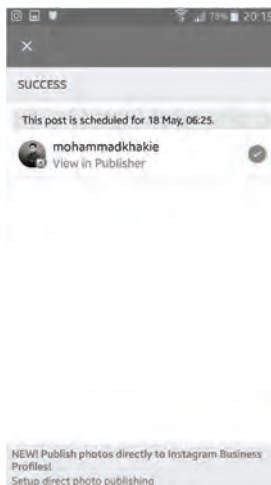 78% 20:15
SUCCESS
This post is scheduled for 18 May, 06:25.
mohammadkhakie
View in Publisher
NEW! Publish photos directly to Instagram Business
Profiles!
Setup direct photo publishing